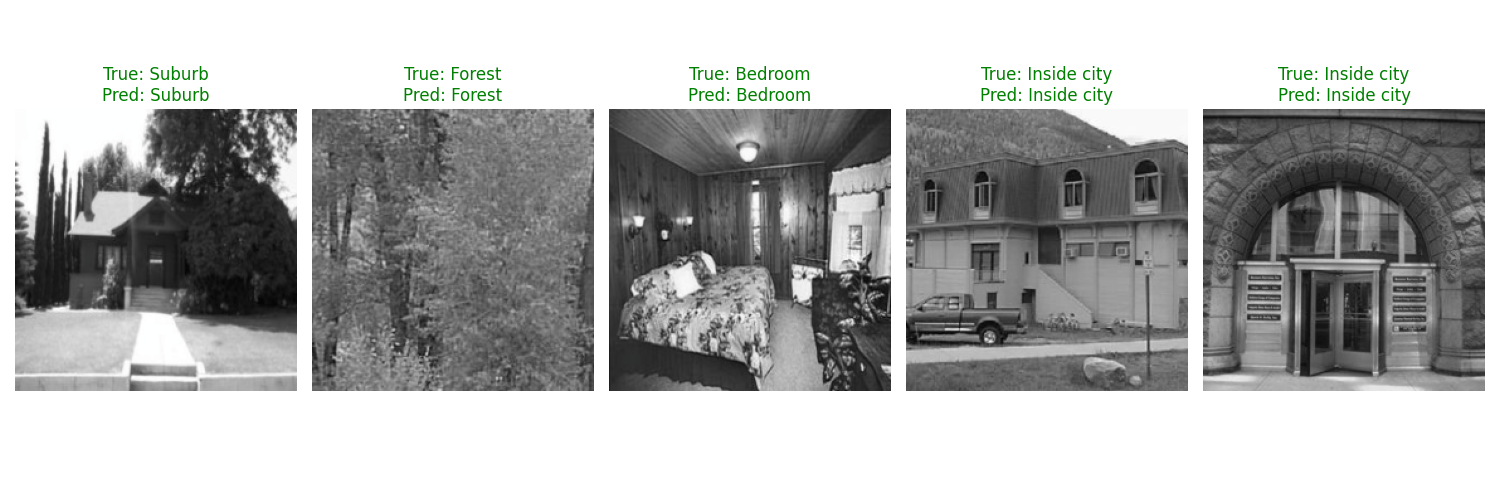 True: Suburb
Pred: Suburb
True: Forest
Pred: Forest
True: Bedroom
Pred: Bedroom
True: Inside city
Pred: Inside city
True: Inside city
Pred: Inside city